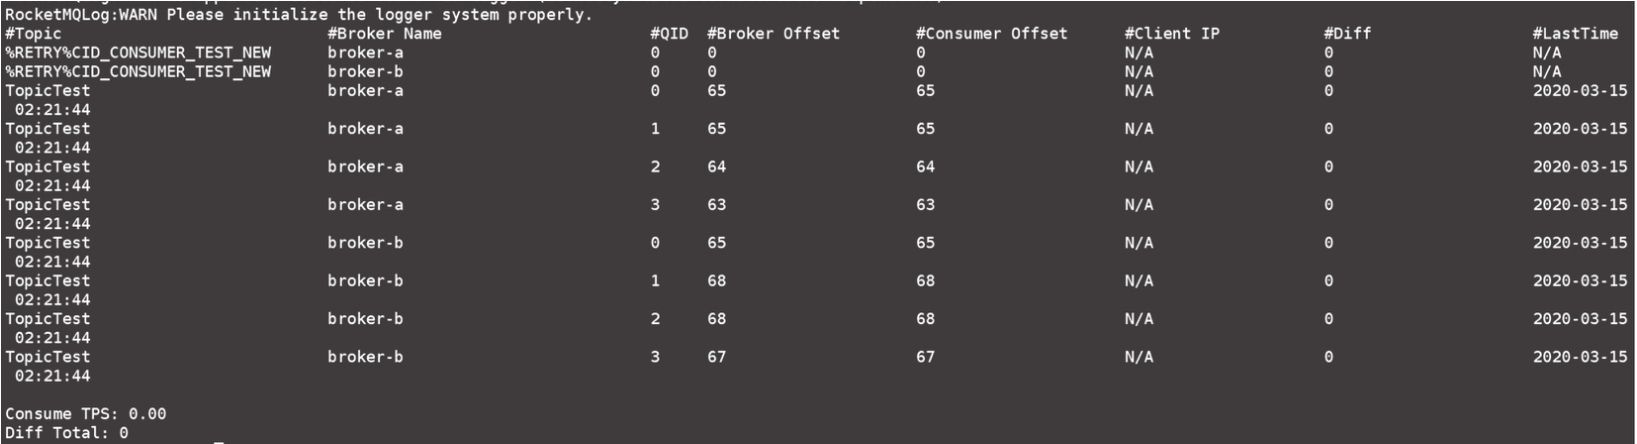 RocketMQLog:WARN Please initialize the logger system properly.
#Topic #Broker Name #QID #Broker Offset #Consumer Offset #Client IP #Diff #LastTime
%RETRY%CID_CONSUMER_TEST_NEW broker-a 0 0 0 N/A 0 N/A
%RETRY%CID_CONSUMER_TEST_NEW broker-b 0 0 0 N/A 0 N/A
TopicTest broker-a 0 65 65 N/A 0 2020-03-15
02:21:44
TopicTest broker-a 1 65 65 N/A 0 2020-03-15
02:21:44
TopicTest broker-a 2 64 64 N/A 0 2020-03-15
02:21:44
TopicTest broker-a 3 63 63 N/A 0 2020-03-15
02:21:44
TopicTest broker-b 0 65 65 N/A 0 2020-03-15
02:21:44
TopicTest broker-b 1 68 68 N/A 0 2020-03-15
02:21:44
TopicTest broker-b 2 68 68 N/A 0 2020-03-15
02:21:44
TopicTest broker-b 3 67 67 N/A 0 2020-03-15
02:21:44
Consume TPS: 0.00
Diff Total: 0